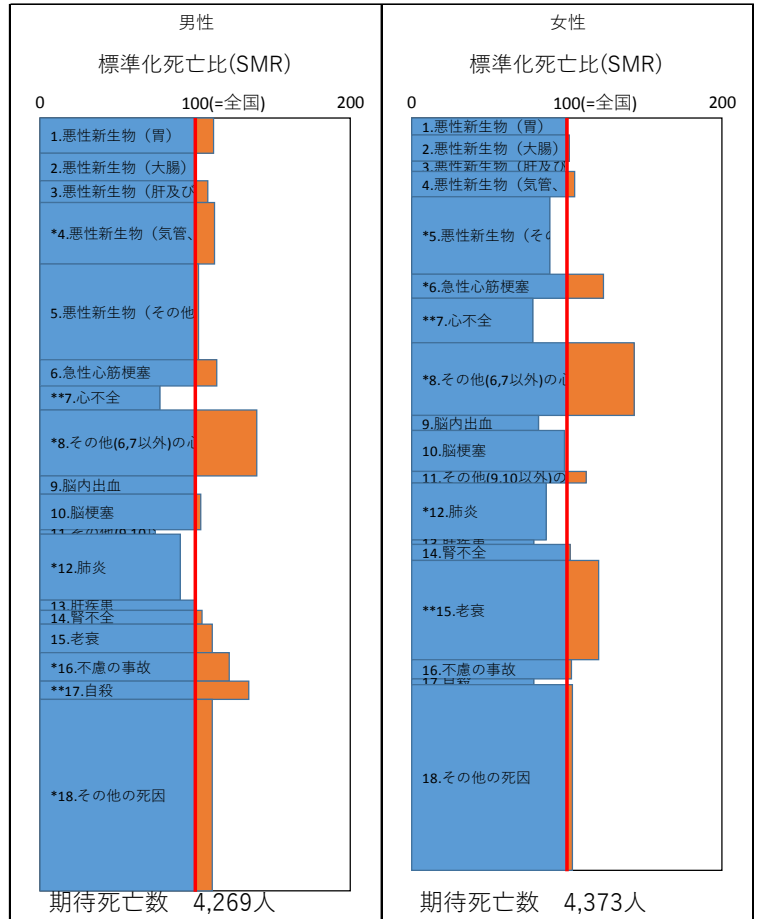 男性
標準化死亡比(SMR)
0 100(=全国) 200
1.悪性新生物（胃）
2.悪性新生物（大腸）
3.悪性新生物（肝及び
*4.悪性新生物（気管、
5.悪性新生物（その他
6.急性心筋梗塞
**7.心不全
*8.その他(6,7以外)の心
9.脳内出血
10.脳梗塞
11.その他(9,10
*12.肺炎
13.肝疾患
14.腎不全
15.老衰
*16.不慮の事故
**17.自殺
*18.その他の死因
期待死亡数 4,269人
女性
標準化死亡比(SMR)
0 100(=全国) 200
1.悪性新生物（胃）
2.悪性新生物（大腸）
3.悪性新生物（肝及び
4.悪性新生物（気管、
*5.悪性新生物（その
*6.急性心筋梗塞
**7.心不全
*8.その他(6,7以外)の心
9.脳内出血
10.脳梗塞
11.その他(9,10以外)の
*12.肺炎
13.肝疾患
14.腎不全
**15.老衰
16.不慮の事故
17.自殺
18.その他の死因
期待死亡数 4,373人